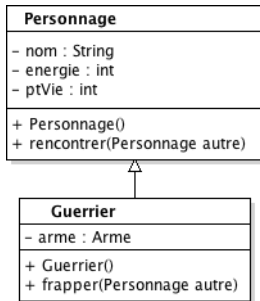 Personnage
- nom : String
- energie : int
- ptVie : int
+ Personnage()
+ rencontrer(Personnage autre)
Guerrier
- arme : Arme
+ Guerrier()
+ frapper(Personnage autre)